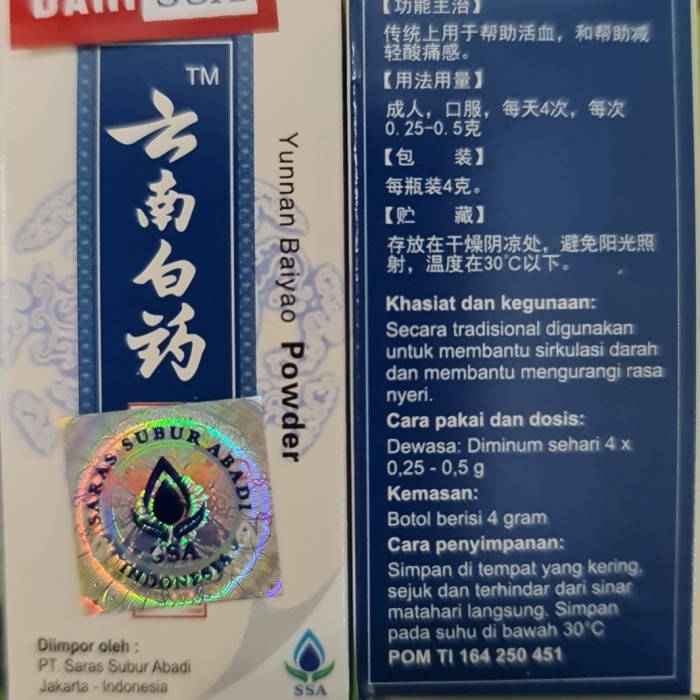 DARI SSA
TM
云南白药
Yunnan Baiyao Powder
SARAS SUBUR ABADI
SSA
INDONESIA
Diimpor oleh :
PT. Saras Subur Abadi
Jakarta - Indonesia
SSA
【功能主治】
传统上用于帮助活血，和帮助减
轻酸痛感。
【用法用量】
成人，口服，每天4次，每次
0.25-0.5克
【包 装】
每瓶装4克。
【贮 藏】
存放在干燥阴凉处，避免阳光照
射，温度在30°C以下。
Khasiat dan kegunaan:
Secara tradisional digunakan
untuk membantu sirkulasi darah
dan membantu mengurangi rasa
nyeri.
Cara pakai dan dosis:
Dewasa: Diminum sehari 4 x
0,25 - 0,5 g
Kemasan:
Botol berisi 4 gram
Cara penyimpanan:
Simpan di tempat yang kering,
sejuk dan terhindar dari sinar
matahari langsung. Simpan
pada suhu di bawah 30°C
POM TI 164 250 451